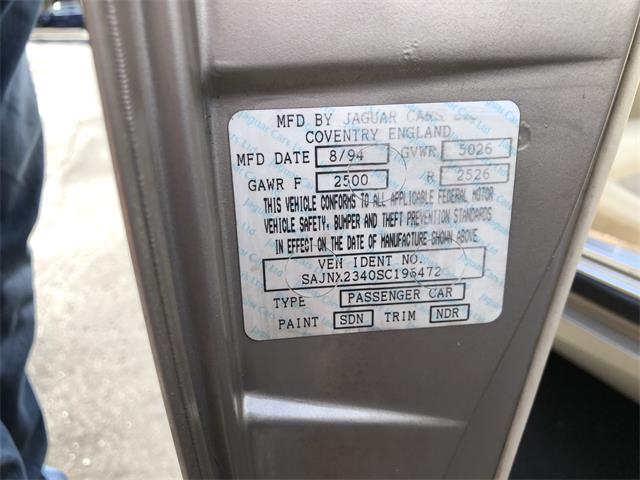 MFD BY JAGUAR CARS
COVENTRY ENGLAND
MFD DATE 8/94 GVWR 5026
GAWR F 2500 R 2526
THIS VEHICLE CONFORMS TO ALL APPLICABLE FEDERAL MOTOR
VEHICLE SAFETY, BUMPER AND THEFT PREVENTION STANDARDS
IN EFFECT ON THE DATE OF MANUFACTURE SHOWN ABOVE
VEH IDENT NO.
SAJNX2340SC196472
TYPE PASSENGER CAR
PAINT SDN TRIM NDR